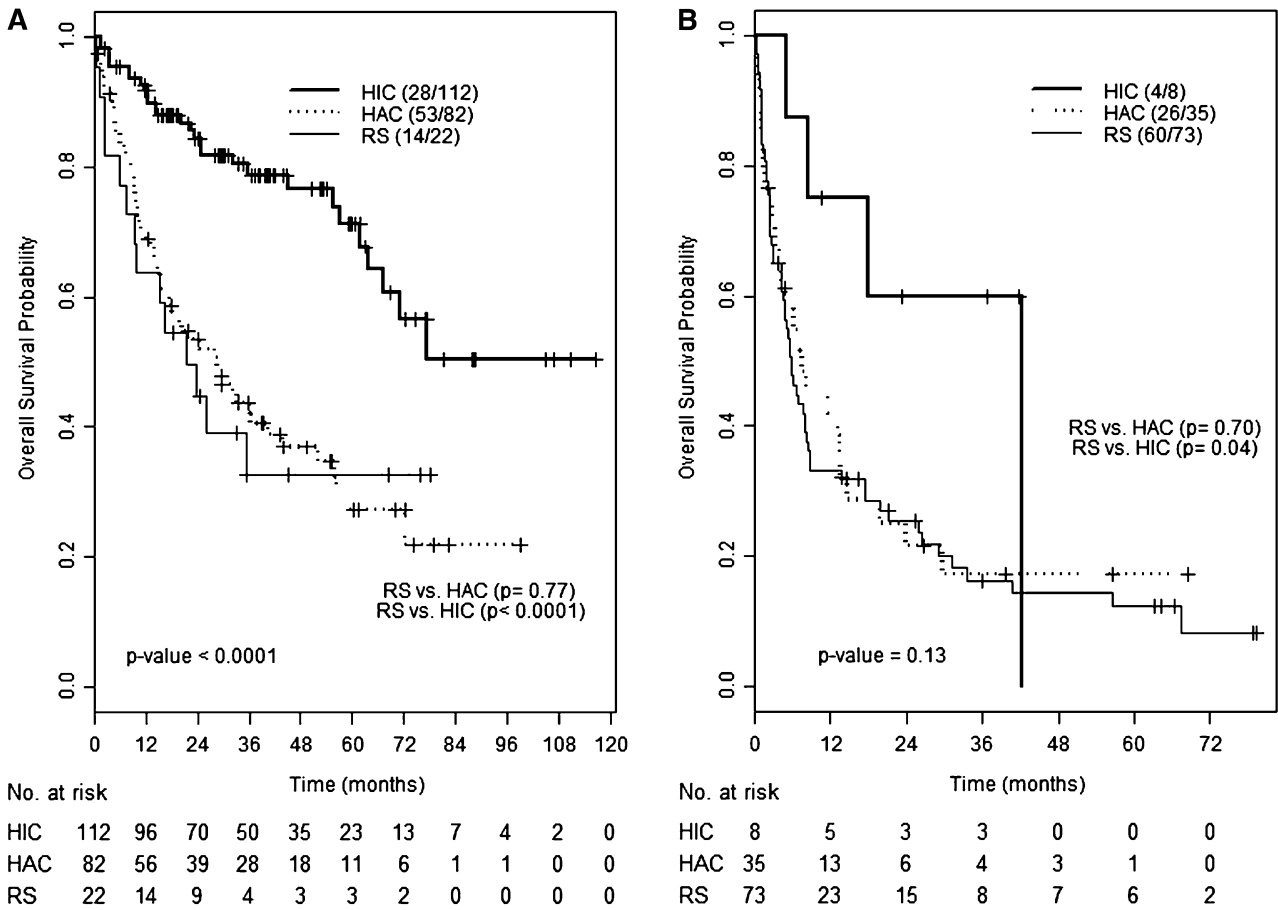 A
Overall Survival Probability
1.0
0.8
0.6
0.4
0.2
0.0
HIC (28/112)
HAC (53/82)
RS (14/22)
RS vs. HAC (p= 0.77)
RS vs. HIC (p< 0.0001)
p-value < 0.0001
0 12 24 36 48 60 72 84 96 108 120
Time (months)
No. at risk
HIC 112 96 70 50 35 23 13 7 4 2 0
HAC 82 56 39 28 18 11 6 1 1 0 0
RS 22 14 9 4 3 3 2 0 0 0 0
B
Overall Survival Probability
1.0
0.8
0.6
0.4
0.2
0.0
HIC (4/8)
HAC (26/35)
RS (60/73)
RS vs. HAC (p= 0.70)
RS vs. HIC (p= 0.04)
p-value = 0.13
0 12 24 36 48 60 72
Time (months)
No. at risk
HIC 8 5 3 3 0 0 0
HAC 35 13 6 4 3 1 0
RS 73 23 15 8 7 6 2